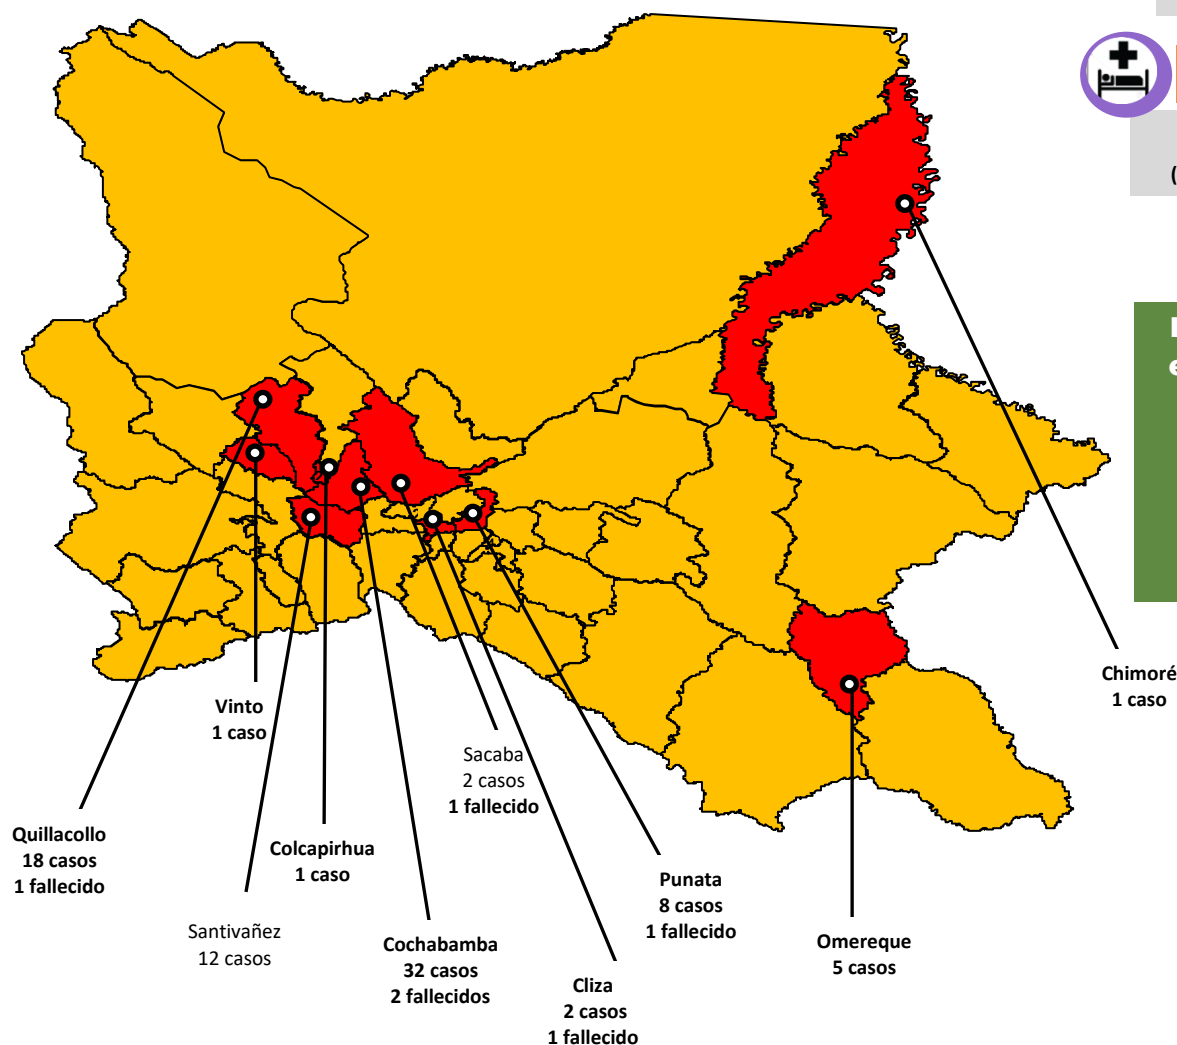 (
Chimoré
1 caso
Vinto
1 caso
Sacaba
2 casos
1 fallecido
Quillacollo
18 casos
1 fallecido
Colcapirhua
1 caso
Punata
8 casos
1 fallecido
Santivañez
12 casos
Cochabamba
32 casos
2 fallecidos
Omereque
5 casos
Cliza
2 casos
1 fallecido